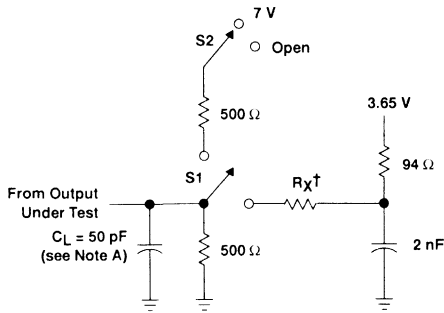 7 V
S2
Open
500 Ω
3.65 V
S1
RX†
94 Ω
From Output
Under Test
CL = 50 pF
(see Note A)
500 Ω
2 nF